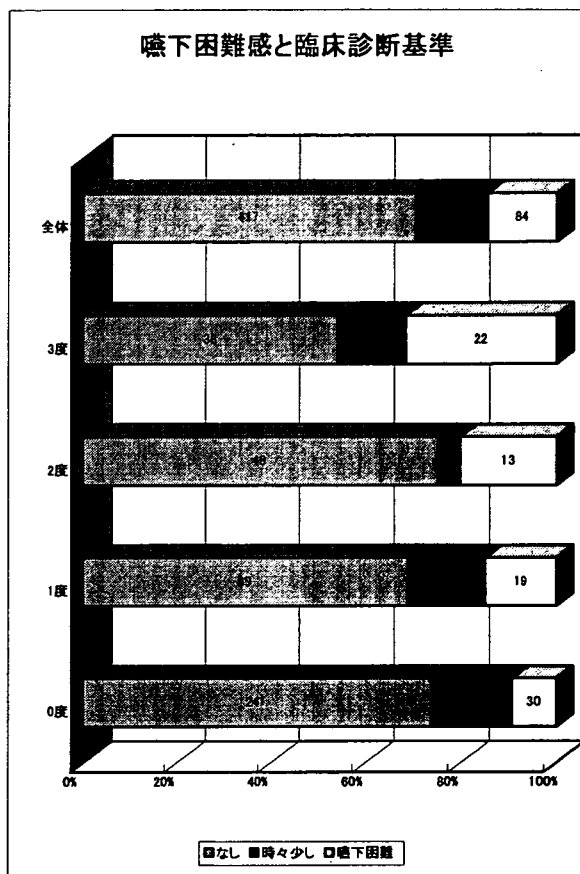 嚥下困難感と臨床診断基準
全体 417 84
3度 22
2度 13
1度 19
0度 241 30
0% 20% 40% 60% 80% 100%
なし 時々少し 嚥下困難